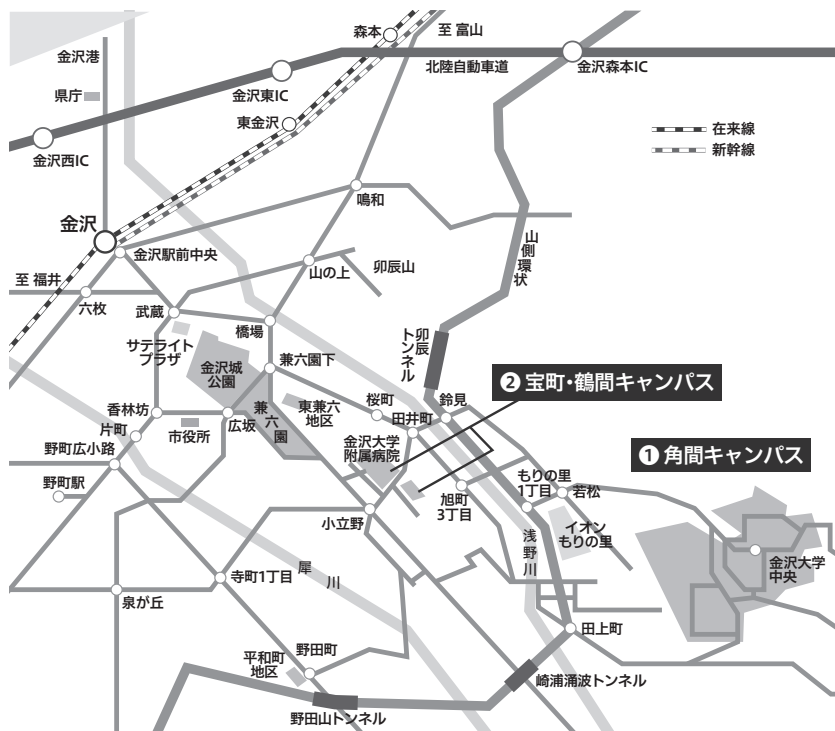 森本
至 富山
金沢港
北陸自動車道
金沢森本IC
県庁
金沢東IC
東金沢
在来線
新幹線
金沢西IC
鳴和
金沢
金沢駅前中央
山側環状
山の上
卯辰山
至 福井
六枚
武蔵
橋場
サテライト
プラザ
卯辰
トンネル
兼六園下
金沢城
公園
❷ 宝町・鶴間キャンパス
桜町
鈴見
香林坊
兼六園
東兼六
地区
田井町
片町
市役所
広坂
金沢大学
附属病院
❶ 角間キャンパス
野町広小路
もりの里
1丁目
若松
野町駅
旭町
3丁目
小立野
イオン
もりの里
浅野川
金沢大学
中央
犀川
寺町1丁目
泉が丘
田上町
野田町
平和町
地区
崎浦涌波トンネル
野田山トンネル